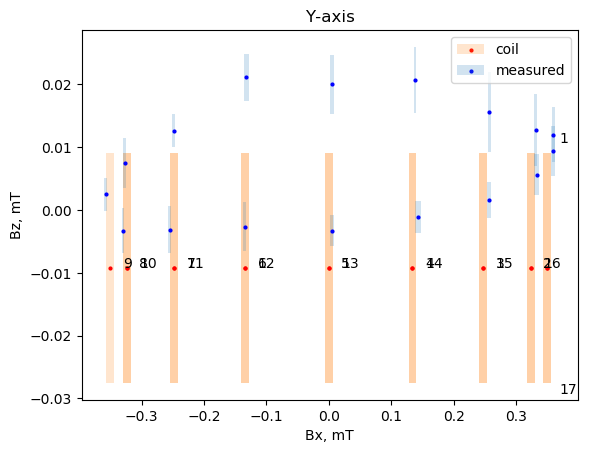 Y-axis
coil
measured
1
9 8 10 7 11 6 12 5 13 4 14 3 15 2 16
17
0.02
0.01
0.00
−0.01
−0.02
−0.03
Bz, mT
−0.3 −0.2 −0.1 0.0 0.1 0.2 0.3
Bx, mT